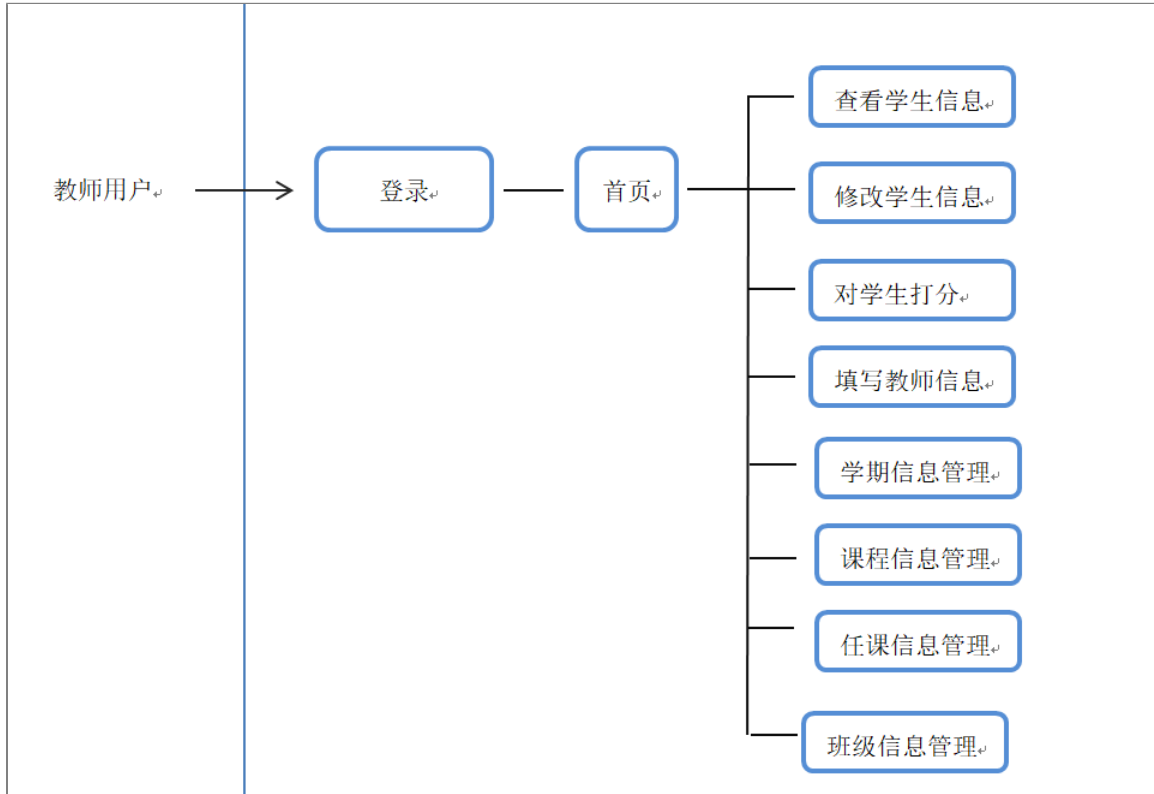 教师用户
登录
首页
查看学生信息
修改学生信息
对学生打分
填写教师信息
学期信息管理
课程信息管理
任课信息管理
班级信息管理